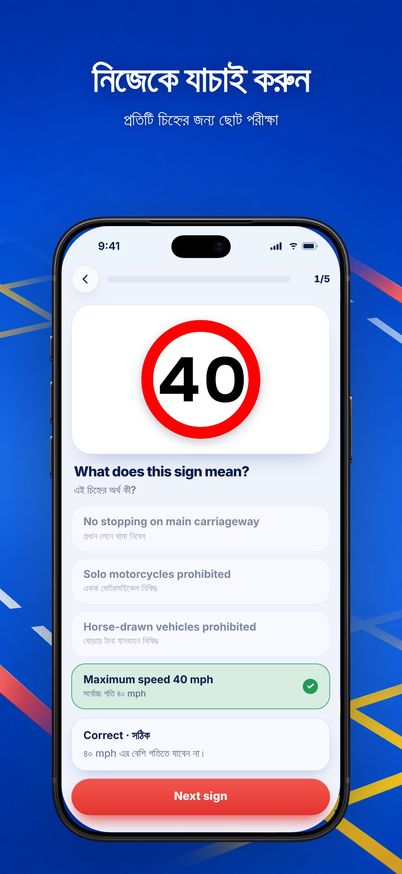 নিজেকে যাচাই করুন
প্রতিটি চিহ্নের জন্য ছোট পরীক্ষা
9:41
1/5
40
What does this sign mean?
এই চিহ্নের অর্থ কী?
No stopping on main carriageway
প্রধান লেনে থামা নিষেধ
Solo motorcycles prohibited
একক মোটরসাইকেল নিষিদ্ধ
Horse-drawn vehicles prohibited
ঘোড়ায় টানা যানবাহন নিষিদ্ধ
Maximum speed 40 mph
সর্বোচ্চ গতি ৪০ mph
Correct · সঠিক
৪০ mph এর বেশি গতিতে যাবেন না।
Next sign